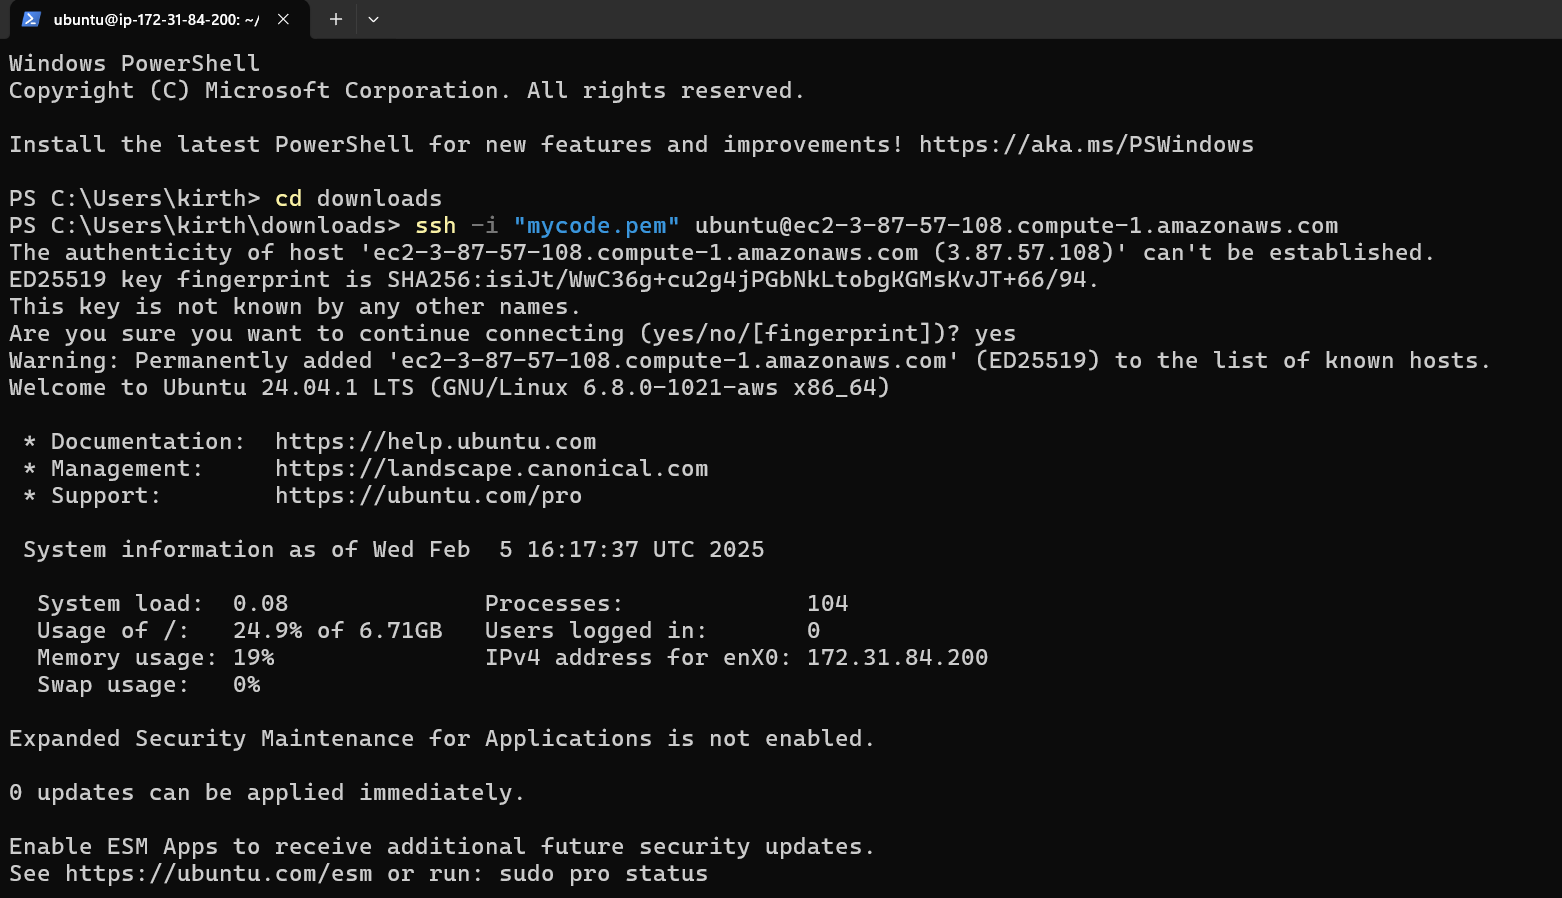 ubuntu@ip-172-31-84-200: ~/
Windows PowerShell
Copyright (C) Microsoft Corporation. All rights reserved.
Install the latest PowerShell for new features and improvements! https://aka.ms/PSWindows
PS C:\Users\kirth> cd downloads
PS C:\Users\kirth\downloads> ssh -i "mycode.pem" ubuntu@ec2-3-87-57-108.compute-1.amazonaws.com
The authenticity of host 'ec2-3-87-57-108.compute-1.amazonaws.com (3.87.57.108)' can't be established.
ED25519 key fingerprint is SHA256:isiJt/WwC36g+cu2g4jPGbNkLtobgKGMsKvJT+66/94.
This key is not known by any other names.
Are you sure you want to continue connecting (yes/no/[fingerprint])? yes
Warning: Permanently added 'ec2-3-87-57-108.compute-1.amazonaws.com' (ED25519) to the list of known hosts.
Welcome to Ubuntu 24.04.1 LTS (GNU/Linux 6.8.0-1021-aws x86_64)
* Documentation:  https://help.ubuntu.com
* Management:     https://landscape.canonical.com
* Support:        https://ubuntu.com/pro
System information as of Wed Feb  5 16:17:37 UTC 2025
System load:  0.08              Processes:             104
Usage of /:   24.9% of 6.71GB   Users logged in:       0
Memory usage: 19%               IPv4 address for enX0: 172.31.84.200
Swap usage:   0%
Expanded Security Maintenance for Applications is not enabled.
0 updates can be applied immediately.
Enable ESM Apps to receive additional future security updates.
See https://ubuntu.com/esm or run: sudo pro status